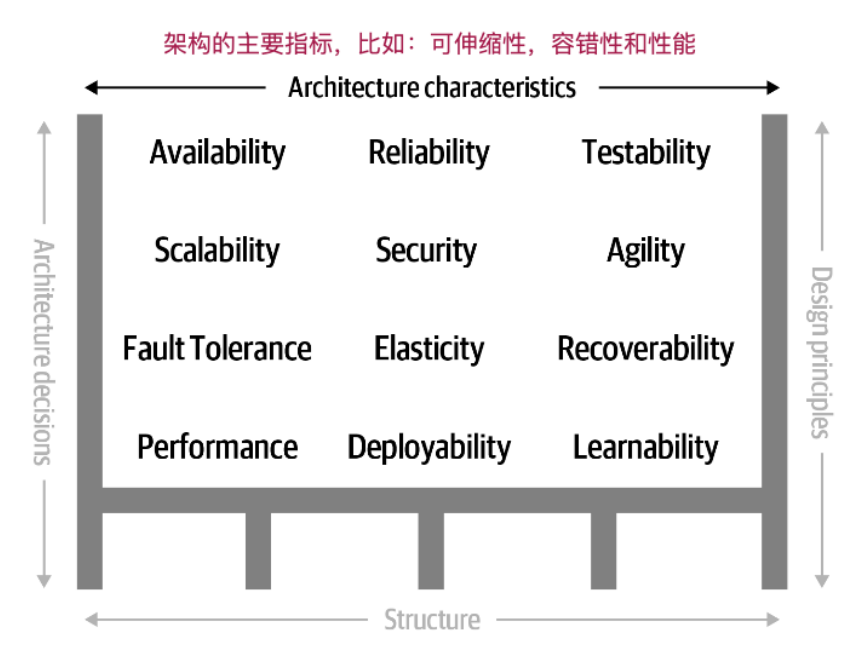 架构的主要指标，比如：可伸缩性，容错性和性能
Architecture characteristics
Availability Reliability Testability
Scalability Security Agility
Fault Tolerance Elasticity Recoverability
Performance Deployability Learnability
Architecture decisions
Design principles
Structure